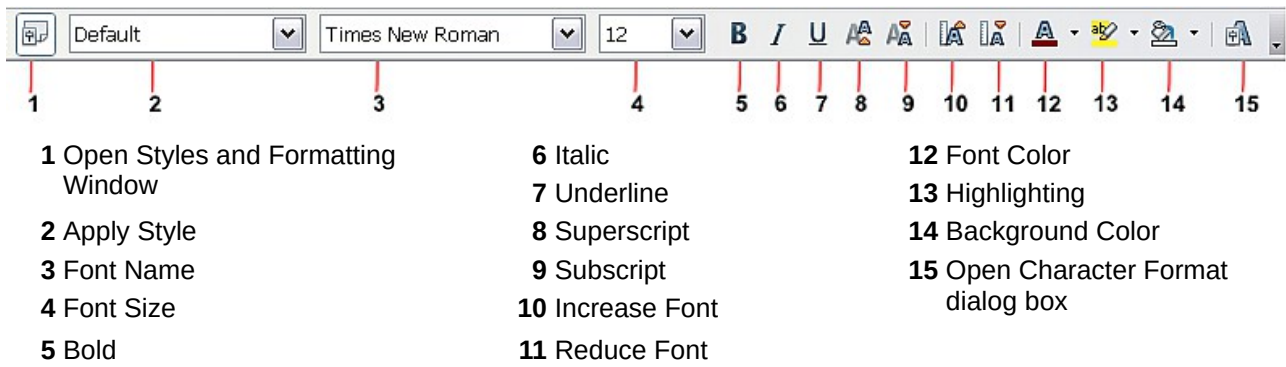 Default Times New Roman 12 B I U
1 2 3 4 5 6 7 8 9 10 11 12 13 14 15
1 Open Styles and Formatting
Window
2 Apply Style
3 Font Name
4 Font Size
5 Bold
6 Italic
7 Underline
8 Superscript
9 Subscript
10 Increase Font
11 Reduce Font
12 Font Color
13 Highlighting
14 Background Color
15 Open Character Format
dialog box